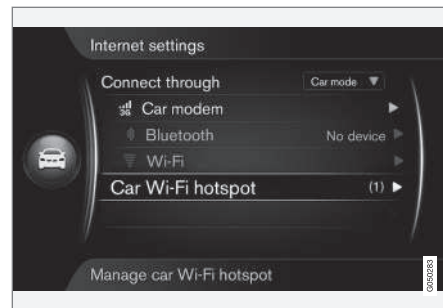 Internet settings
Connect through Car mode ▼
3G Car modem
Bluetooth No device
Wi-Fi
Car Wi-Fi hotspot (1)
Manage car Wi-Fi hotspot
G050283